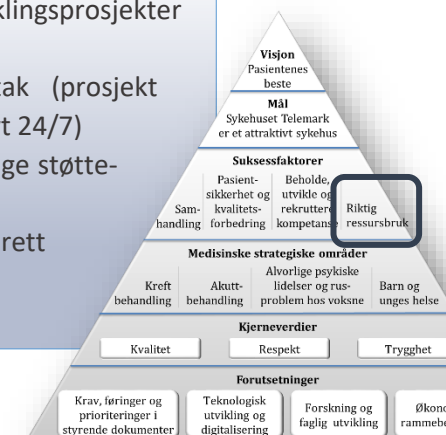 klingsprosjekter
tak (prosjekt
t 24/7)
ge støtte-
rett
Visjon
Pasientenes
beste
Mål
Sykehuset Telemark
er et attraktivt sykehus
Suksessfaktorer
Sam-
handling
Pasient-
sikkerhet og
kvalitets-
forbedring
Beholde,
utvikle og
rekruttere
kompetanse
Riktig
ressursbruk
Medisinske strategiske områder
Kreft
behandling
Akutt-
behandling
Alvorlige psykiske
lidelser og rus-
problem hos voksne
Barn og
unges helse
Kjerneverdier
Kvalitet
Respekt
Trygghet
Forutsetninger
Krav, føringer og
prioriteringer i
styrende dokumenter
Teknologisk
utvikling og
digitalisering
Forskning og
faglig utvikling
Økono
rammebe